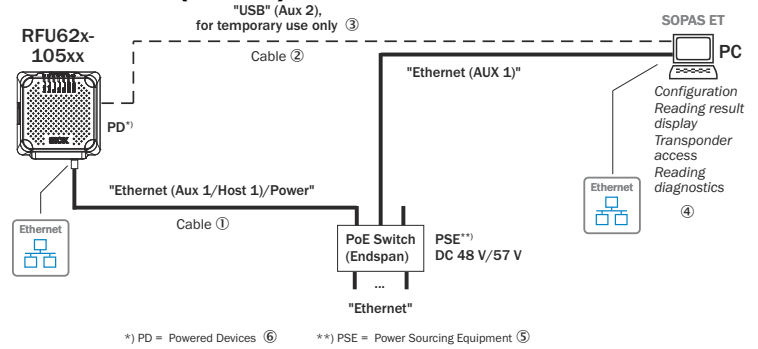 "USB" (Aux 2),
for temporary use only ③
SOPAS ET
RFU62x-
105xx
Cable ②
"Ethernet (AUX 1)"
PC
PD*)
SICK
Configuration
Reading result
display
Transponder
access
Reading
diagnostics
④
"Ethernet (Aux 1/Host 1)/Power"
Cable ①
Ethernet
Ethernet
PoE Switch
(Endspan)
PSE**)
DC 48 V/57 V
...
"Ethernet"
*) PD = Powered Devices ⑥
**) PSE = Power Sourcing Equipment ⑤